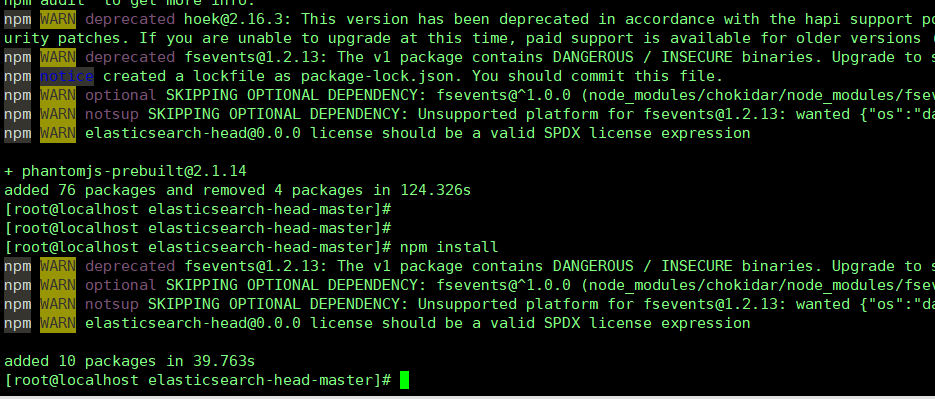 npm audit` to get more info.
npm WARN deprecated hoek@2.16.3: This version has been deprecated in accordance with the hapi support po
urity patches. If you are unable to upgrade at this time, paid support is available for older versions (
npm WARN deprecated fsevents@1.2.13: The v1 package contains DANGEROUS / INSECURE binaries. Upgrade to s
npm notice created a lockfile as package-lock.json. You should commit this file.
npm WARN optional SKIPPING OPTIONAL DEPENDENCY: fsevents@^1.0.0 (node_modules/chokidar/node_modules/fsev
npm WARN notsup SKIPPING OPTIONAL DEPENDENCY: Unsupported platform for fsevents@1.2.13: wanted {"os":"da
npm WARN elasticsearch-head@0.0.0 license should be a valid SPDX license expression
+ phantomjs-prebuilt@2.1.14
added 76 packages and removed 4 packages in 124.326s
[root@localhost elasticsearch-head-master]#
[root@localhost elasticsearch-head-master]#
[root@localhost elasticsearch-head-master]# npm install
npm WARN deprecated fsevents@1.2.13: The v1 package contains DANGEROUS / INSECURE binaries. Upgrade to s
npm WARN optional SKIPPING OPTIONAL DEPENDENCY: fsevents@^1.0.0 (node_modules/chokidar/node_modules/fsev
npm WARN notsup SKIPPING OPTIONAL DEPENDENCY: Unsupported platform for fsevents@1.2.13: wanted {"os":"da
npm WARN elasticsearch-head@0.0.0 license should be a valid SPDX license expression
added 10 packages in 39.763s
[root@localhost elasticsearch-head-master]#